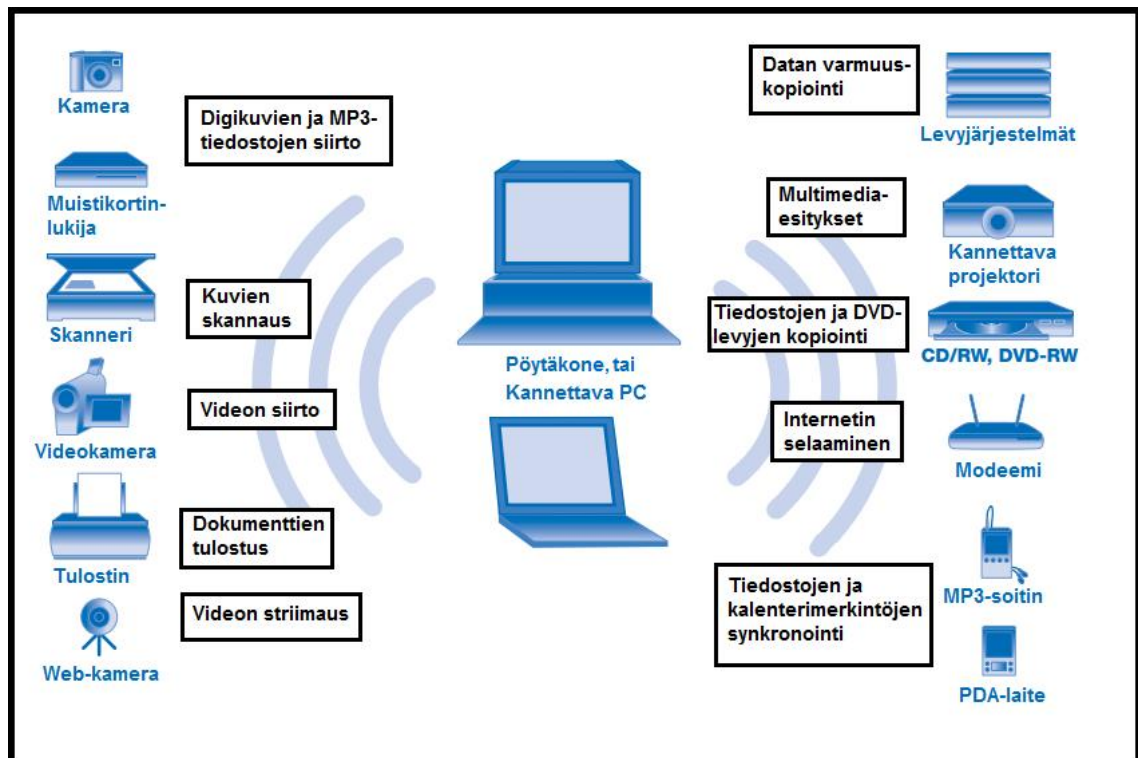 Kamera
Digikuvien ja MP3-
tiedostojen siirto
Muistikortin-
lukija
Skanneri
Kuvien
skannaus
Videokamera
Videon siirto
Tulostin
Dokumenttien
tulostus
Web-kamera
Videon striimaus
Pöytäkone, tai
Kannettava PC
Datan varmuus-
kopiointi
Levyjärjestelmät
Multimedia-
esitykset
Kannettava
projektori
Tiedostojen ja DVD-
levyjen kopiointi
CD/RW, DVD-RW
Internetin
selaaminen
Modeemi
Tiedostojen ja
kalenterimerkintöjen
synkronointi
MP3-soitin
PDA-laite